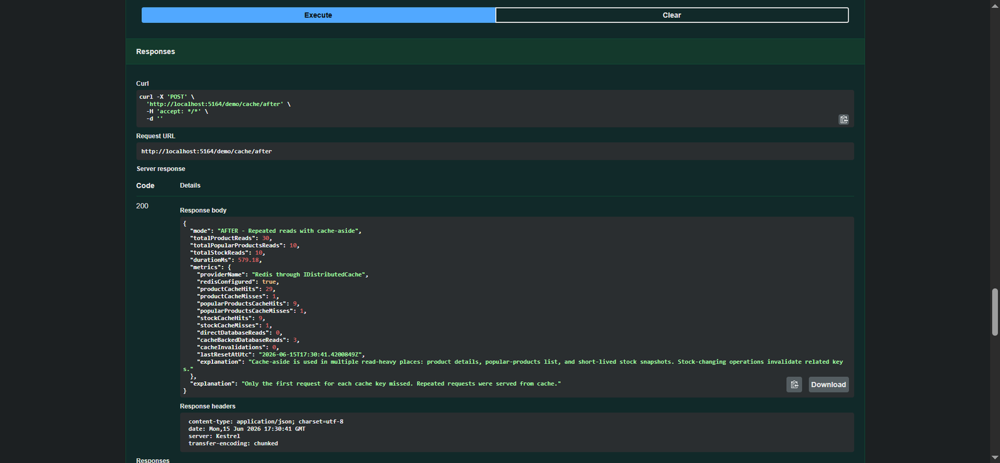 Execute
Clear
Responses
Curl
curl -X 'POST' \
'http://localhost:5164/demo/cache/after' \
-H 'accept: */*' \
-d ''
Request URL
http://localhost:5164/demo/cache/after
Server response
Code
Details
200
Response body
{
"mode": "AFTER - Repeated reads with cache-aside",
"totalProductReads": 30,
"totalPopularProductsReads": 10,
"totalStockReads": 10,
"durationMs": 579.18,
"metrics": {
"providerName": "Redis through IDistributedCache",
"redisConfigured": true,
"productCacheHits": 29,
"productCacheMisses": 1,
"popularProductsCacheHits": 9,
"popularProductsCacheMisses": 1,
"stockCacheHits": 9,
"stockCacheMisses": 1,
"directDatabaseReads": 0,
"cacheBackedDatabaseReads": 3,
"cacheInvalidations": 0,
"lastResetAtUtc": "2026-06-15T17:30:41.4200849Z",
"explanation": "Cache-aside is used in multiple read-heavy places: product details, popular-products list, and short-lived stock snapshots. Stock-changing operations invalidate related key
s."
},
"explanation": "Only the first request for each cache key missed. Repeated requests were served from cache."
}
Download
Response headers
content-type: application/json; charset=utf-8
date: Mon,15 Jun 2026 17:30:41 GMT
server: Kestrel
transfer-encoding: chunked
Responses